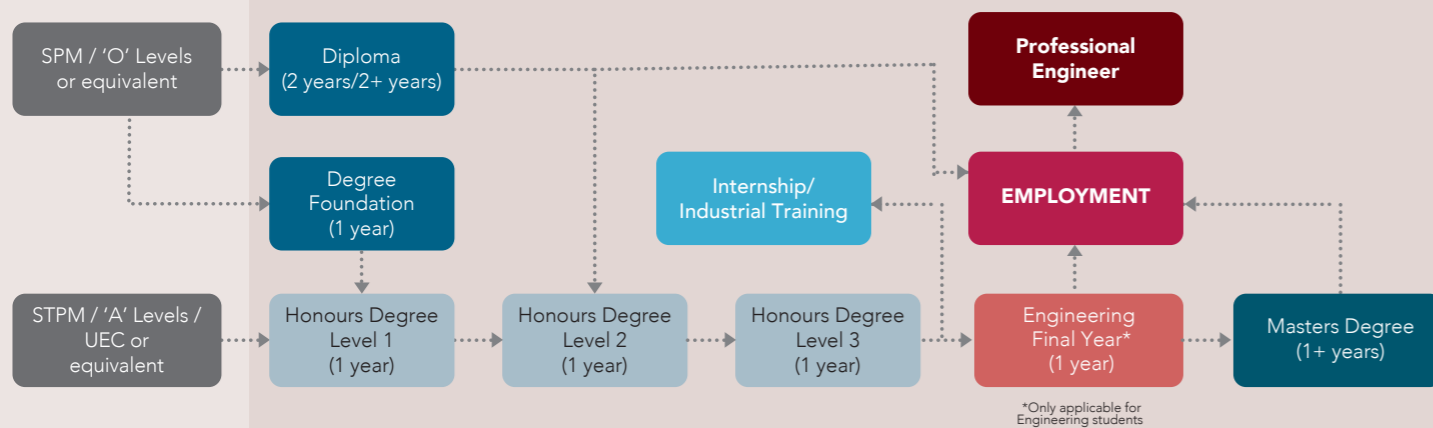 SPM / ‘O’ Levels
or equivalent
Diploma
(2 years/2+ years)
Professional
Engineer
Degree
Foundation
(1 year)
Internship/
Industrial Training
EMPLOYMENT
STPM / ‘A’ Levels /
UEC or
equivalent
Honours Degree
Level 1
(1 year)
Honours Degree
Level 2
(1 year)
Honours Degree
Level 3
(1 year)
Engineering
Final Year*
(1 year)
Masters Degree
(1+ years)
*Only applicable for
Engineering students